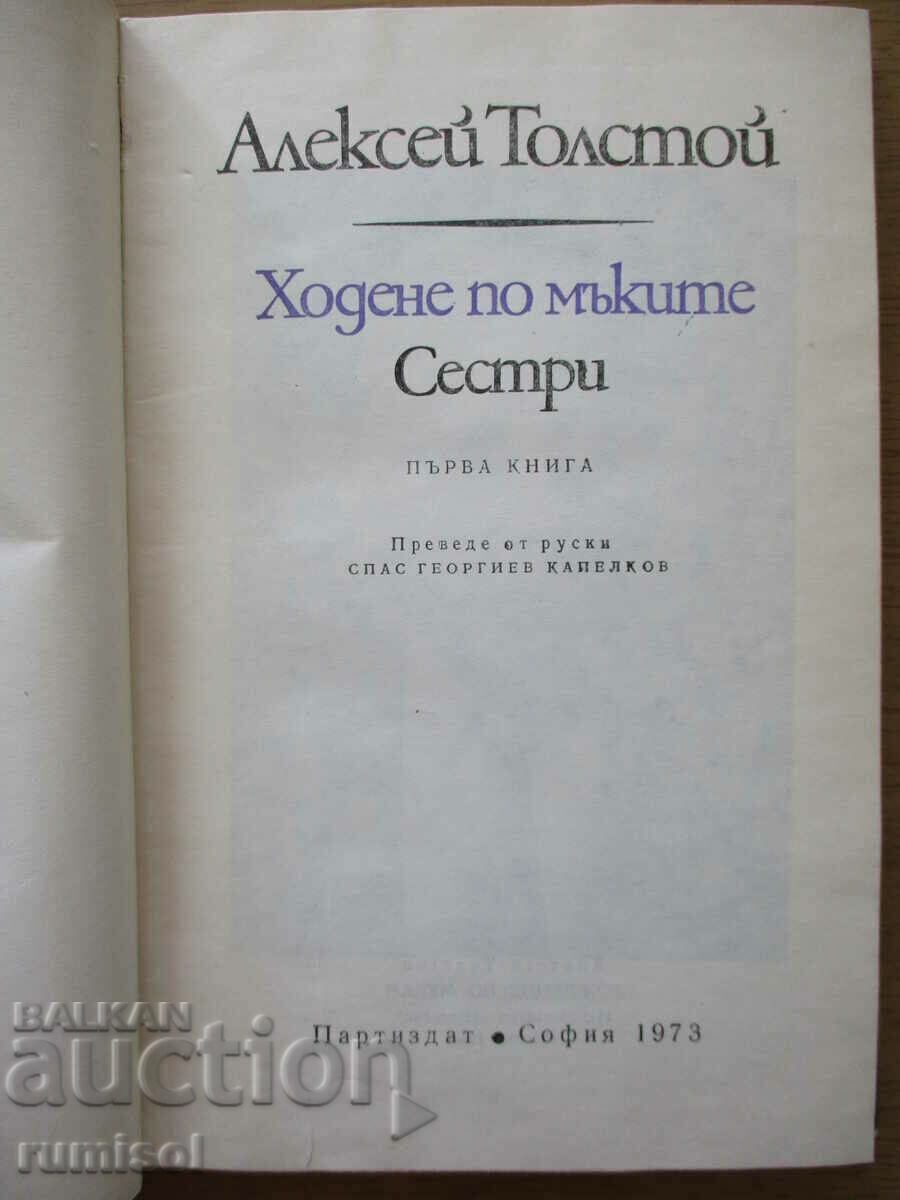 Алексей Толстой
Ходене по мъките
Сестри
ПЪРВА КНИГА
Преведе от руски
СПАС ГЕОРГИЕВ КАПЕЛКОВ
Партиздат • София 1973
BALKAN
auction
rumisol